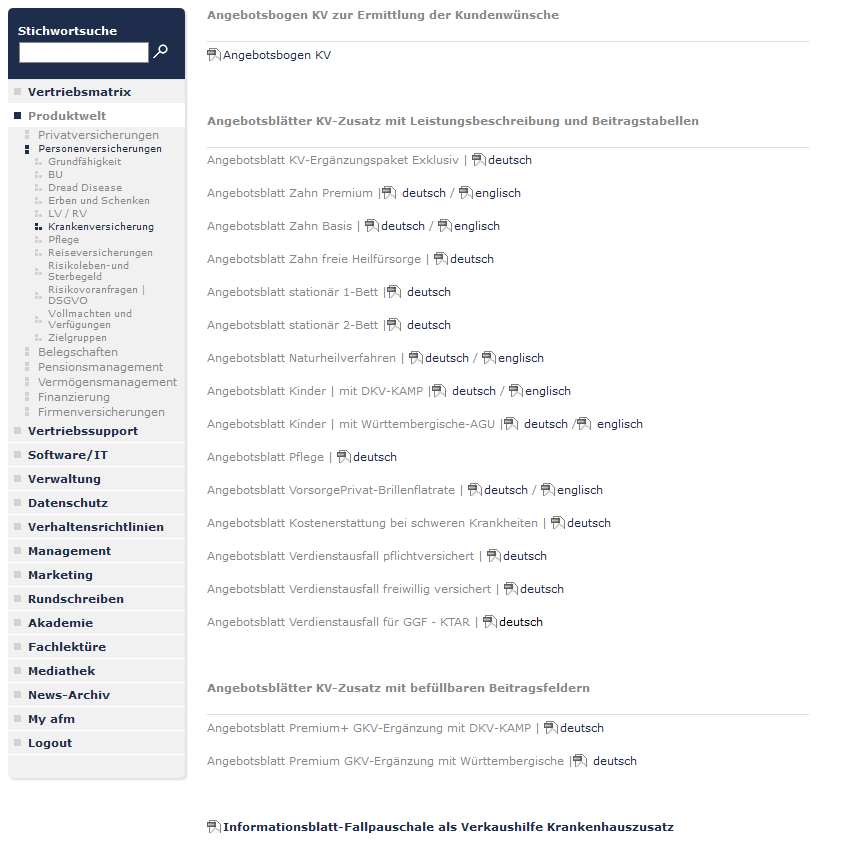 Stichwortsuche
Vertriebsmatrix
Produktwelt
Privatversicherungen
Personenversicherungen
Grundfähigkeit
BU
Dread Disease
Erben und Schenken
LV / RV
Krankenversicherung
Pflege
Reiseversicherungen
Risikoleben-und
Sterbegeld
Risikovoranfragen |
DSGVO
Vollmachten und
Verfügungen
Zielgruppen
Belegschaften
Pensionsmanagement
Vermögensmanagement
Finanzierung
Firmenversicherungen
Vertriebssupport
Software/IT
Verwaltung
Datenschutz
Verhaltensrichtlinien
Management
Marketing
Rundschreiben
Akademie
Fachlektüre
Mediathek
News-Archiv
My afm
Logout
Angebotsbogen KV zur Ermittlung der Kundenwünsche
Angebotsbogen KV
Angebotsblätter KV-Zusatz mit Leistungsbeschreibung und Beitragstabellen
Angebotsblatt KV-Ergänzungspaket Exklusiv | deutsch
Angebotsblatt Zahn Premium | deutsch / englisch
Angebotsblatt Zahn Basis | deutsch / englisch
Angebotsblatt Zahn freie Heilfürsorge | deutsch
Angebotsblatt stationär 1-Bett | deutsch
Angebotsblatt stationär 2-Bett | deutsch
Angebotsblatt Naturheilverfahren | deutsch / englisch
Angebotsblatt Kinder | mit DKV-KAMP | deutsch / englisch
Angebotsblatt Kinder | mit Württembergische-AGU | deutsch / englisch
Angebotsblatt Pflege | deutsch
Angebotsblatt VorsorgePrivat-Brillenflatrate | deutsch / englisch
Angebotsblatt Kostenerstattung bei schweren Krankheiten | deutsch
Angebotsblatt Verdienstausfall pflichtversichert | deutsch
Angebotsblatt Verdienstausfall freiwillig versichert | deutsch
Angebotsblatt Verdienstausfall für GGF - KTAR | deutsch
Angebotsblätter KV-Zusatz mit befüllbaren Beitragsfeldern
Angebotsblatt Premium+ GKV-Ergänzung mit DKV-KAMP | deutsch
Angebotsblatt Premium GKV-Ergänzung mit Württembergische | deutsch
Informationsblatt-Fallpauschale als Verkaushilfe Krankenhauszusatz